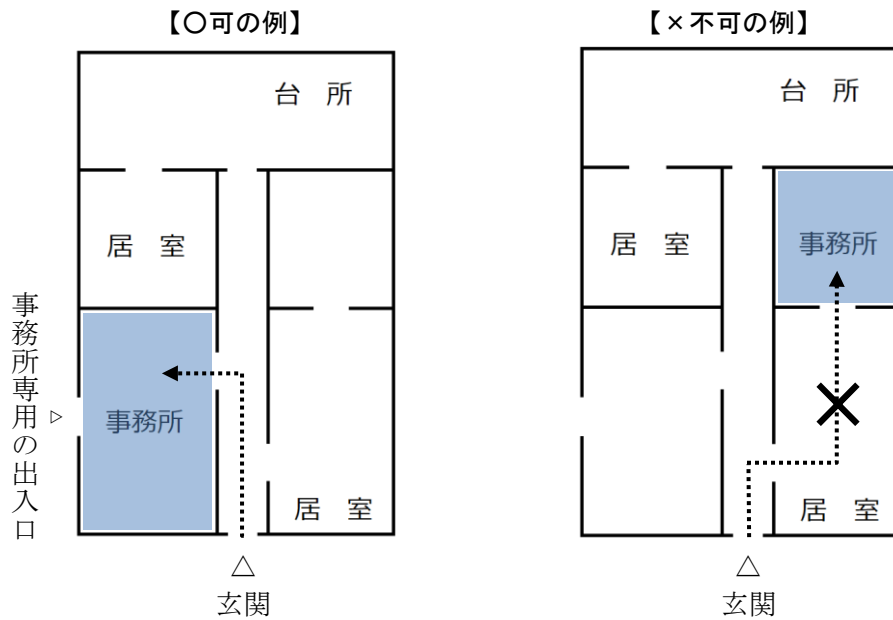 【〇可の例】
台 所
居 室
事務所
居 室
事務所専用の出入口
▷
△
玄関
【×不可の例】
台 所
居 室
事務所
居 室
△
玄関